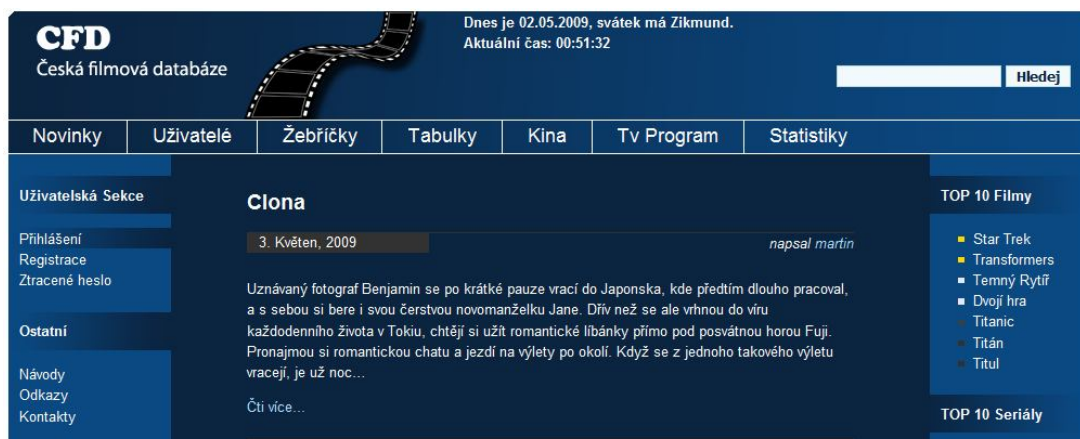 CFD
Česká filmová databáze
Dnes je 02.05.2009, svátek má Zikmund.
Aktuální čas: 00:51:32
Hledej
Novinky Uživatelé Žebříčky Tabulky Kina Tv Program Statistiky
Uživatelská Sekce
Přihlášení
Registrace
Ztracené heslo
Ostatní
Návody
Odkazy
Kontakty
Clona
3. Květen, 2009
napsal martin
Uznávaný fotograf Benjamin se po krátké pauze vrací do Japonska, kde předtím dlouho pracoval,
a s sebou si bere i svou čerstvou novomanželku Jane. Dřív než se ale vrhnou do víru
každodenního života v Tokiu, chtějí si užít romantické líbánky přímo pod posvátnou horou Fuji.
Pronajmou si romantickou chatu a jezdí na výlety po okolí. Když se z jednoho takového výletu
vracejí, je už noc…
Čti více…
TOP 10 Filmy
Star Trek
Transformers
Temný Rytíř
Dvojí hra
Titanic
Titán
Titul
TOP 10 Seriály